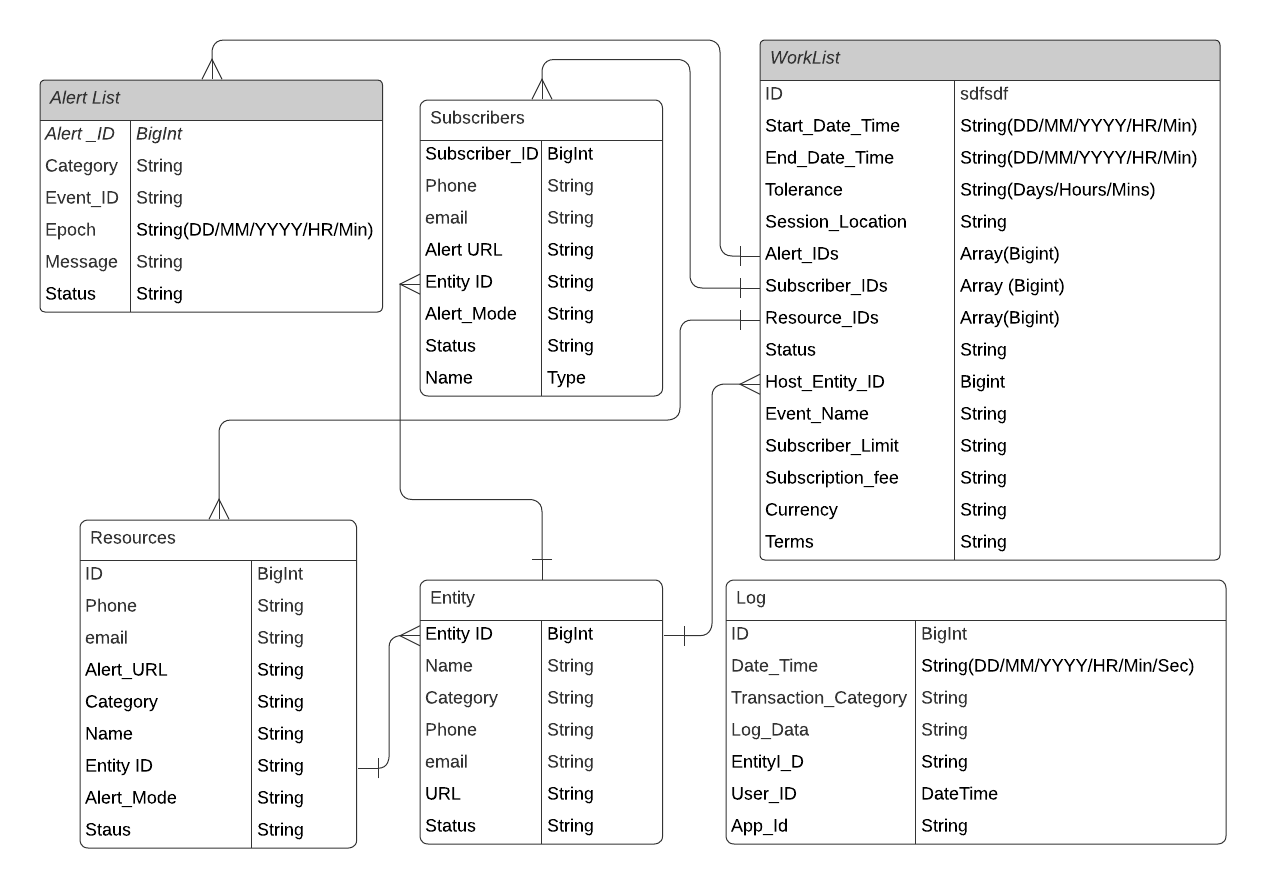 Alert List
Alert _ID BigInt
Category String
Event_ID String
Epoch String(DD/MM/YYYY/HR/Min)
Message String
Status String
Subscribers
Subscriber_ID BigInt
Phone String
email String
Alert URL String
Entity ID String
Alert_Mode String
Status String
Name Type
WorkList
ID sdfsdf
Start_Date_Time String(DD/MM/YYYY/HR/Min)
End_Date_Time String(DD/MM/YYYY/HR/Min)
Tolerance String(Days/Hours/Mins)
Session_Location String
Alert_IDs Array(Bigint)
Subscriber_IDs Array (Bigint)
Resource_IDs Array(Bigint)
Status String
Host_Entity_ID Bigint
Event_Name String
Subscriber_Limit String
Subscription_fee String
Currency String
Terms String
Resources
ID BigInt
Phone String
email String
Alert_URL String
Category String
Name String
Entity ID String
Alert_Mode String
Staus String
Entity
Entity ID BigInt
Name String
Category String
Phone String
email String
URL String
Status String
Log
ID BigInt
Date_Time String(DD/MM/YYYY/HR/Min/Sec)
Transaction_Category String
Log_Data String
EntityI_D String
User_ID DateTime
App_Id String